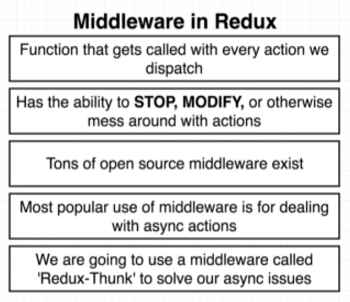 Middleware in Redux
Function that gets called with every action we
dispatch
Has the ability to STOP, MODIFY, or otherwise
mess around with actions
Tons of open source middleware exist
Most popular use of middleware is for dealing
with async actions
We are going to use a middleware called
'Redux-Thunk' to solve our async issues